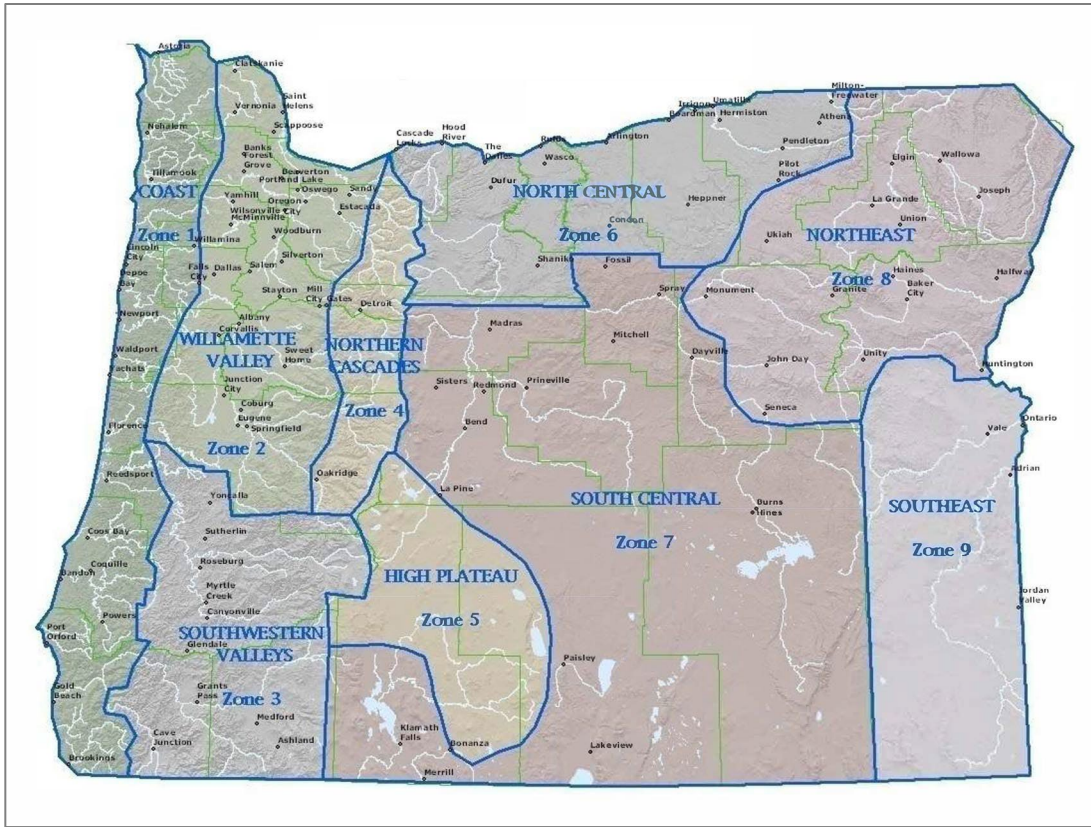 Astoria
Clatskanie
Vernonia
Saint
Helens
Scappoose
Nehalem
Banks
Forest
Grove
Beaverton
Portland
Lake
Oswego
Tillamook
COAST
Zone 1
Yamhill
Oregon
City
Sandy
Estacada
Wilsonville
McMinnville
Woodburn
Willamina
Lincoln
City
Depoe
Bay
Falls
City
Dallas
Salem
Silverton
Stayton
Mill
City
Gates
Detroit
Newport
Albany
Corvallis
WILLAMETTE
VALLEY
Sweet
Home
NORTHERN
CASCADES
Zone 4
Waldport
Yachats
Junction
City
Coburg
Eugene
Springfield
Zone 2
Florence
Oakridge
Reedsport
Yoncalla
Sutherlin
Coos Bay
Coquille
Bandon
Roseburg
Myrtle
Creek
Canyonville
Powers
Port
Orford
SOUTHWESTERN
VALLEYS
Glendale
Zone 3
Gold
Beach
Grants
Pass
Medford
Cave
Junction
Ashland
Brookings
Cascade
Locks
Hood
River
The
Dalles
Dufur
Rufus
Wasco
Arlington
Boardman
Irrigon
Umatilla
Hermiston
Milton-
Freewater
Athena
Pendleton
Pilot
Rock
NORTH CENTRAL
Heppner
Condon
Zone 6
Shaniko
Fossil
Elgin
Wallowa
Joseph
La Grande
Union
Ukiah
NORTHEAST
Zone 8
Haines
Baker
City
Halfway
Granite
Spray
Monument
Madras
Mitchell
Dayville
John Day
Unity
Huntington
Sisters
Redmond
Prineville
Bend
Seneca
La Pine
SOUTH CENTRAL
Zone 7
Burns
Hines
Ontario
Vale
Adrian
SOUTHEAST
Zone 9
Jordan
Valley
HIGH PLATEAU
Zone 5
Paisley
Klamath
Falls
Bonanza
Merrill
Lakeview